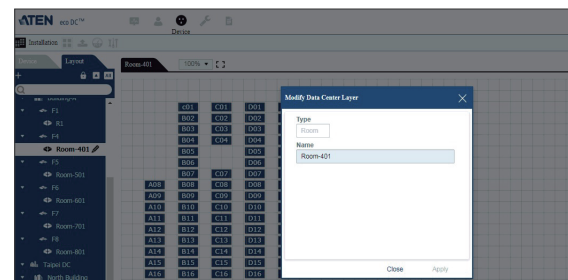 ATEN eco DC™
Device
Installation
Device
Layout
Room-401
100%
F1
R1
F4
Room-401
F5
Room-501
F6
Room-601
F7
Room-701
F8
Room-801
Taipei DC
North Building
c01 C01 D01
B02 C02 D02
B03 C03 D03
B04 C04 D04
B05 D05
B06 D06
B07 C07 D07
A08 B08 C08 D08
A09 B09 C09 D09
A10 B10 C10 D10
A11 B11 C11 D11
A12 B12 C12 D12
A13 B13 C13 D13
A14 B14 C14 D14
A15 B15 C15 D15
A16 B16 C16 D16
Modify Data Center Layer
Type
Room
Name
Room-401
Close Apply